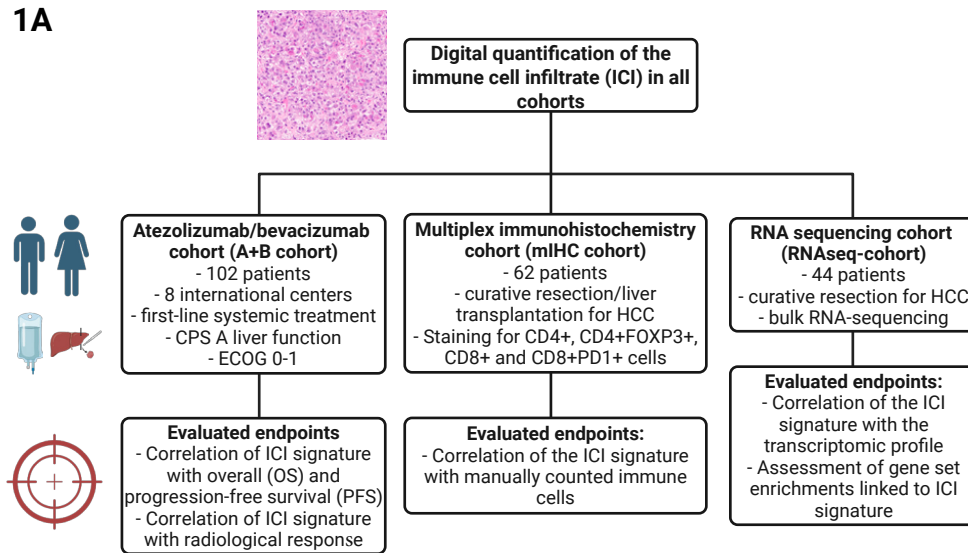 1A
Digital quantification of the
immune cell infiltrate (ICI) in all
cohorts
Atezolizumab/bevacizumab
cohort (A+B cohort)
- 102 patients
- 8 international centers
- first-line systemic treatment
- CPS A liver function
- ECOG 0-1
Multiplex immunohistochemistry
cohort (mIHC cohort)
- 62 patients
- curative resection/liver
transplantation for HCC
- Staining for CD4+, CD4+FOXP3+,
CD8+ and CD8+PD1+ cells
RNA sequencing cohort
(RNAseq-cohort)
- 44 patients
- curative resection for HCC
- bulk RNA-sequencing
Evaluated endpoints
- Correlation of ICI signature
with overall (OS) and
progression-free survival (PFS)
- Correlation of ICI signature
with radiological response
Evaluated endpoints:
- Correlation of the ICI signature
with manually counted immune
cells
Evaluated endpoints:
- Correlation of the ICI
signature with the
transcriptomic profile
- Assessment of gene set
enrichments linked to ICI
signature